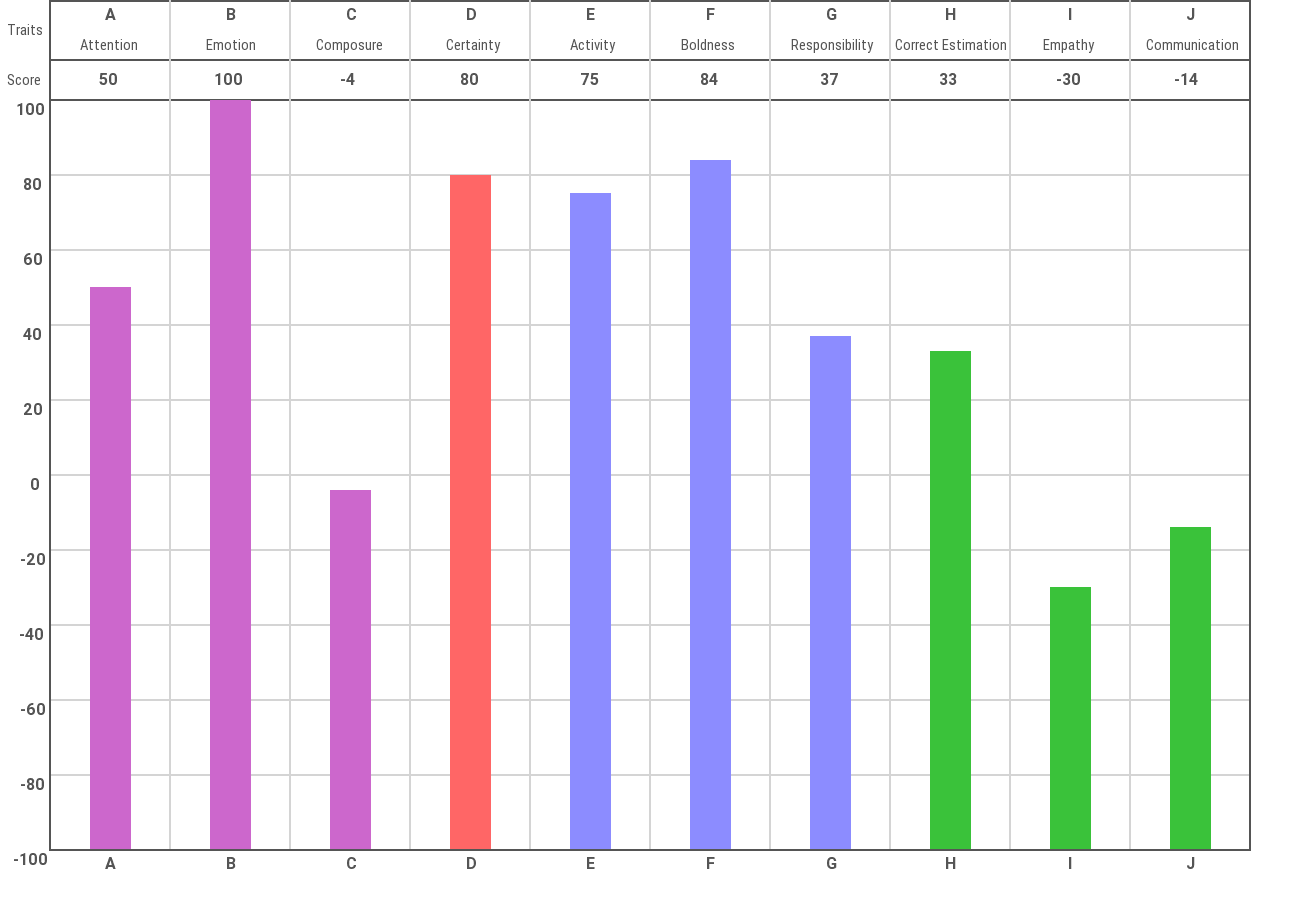 Traits A B C D E F G H I J
Attention Emotion Composure Certainty Activity Boldness Responsibility Correct Estimation Empathy Communication
Score 50 100 -4 80 75 84 37 33 -30 -14
100
80
60
40
20
0
-20
-40
-60
-80
-100
A B C D E F G H I J